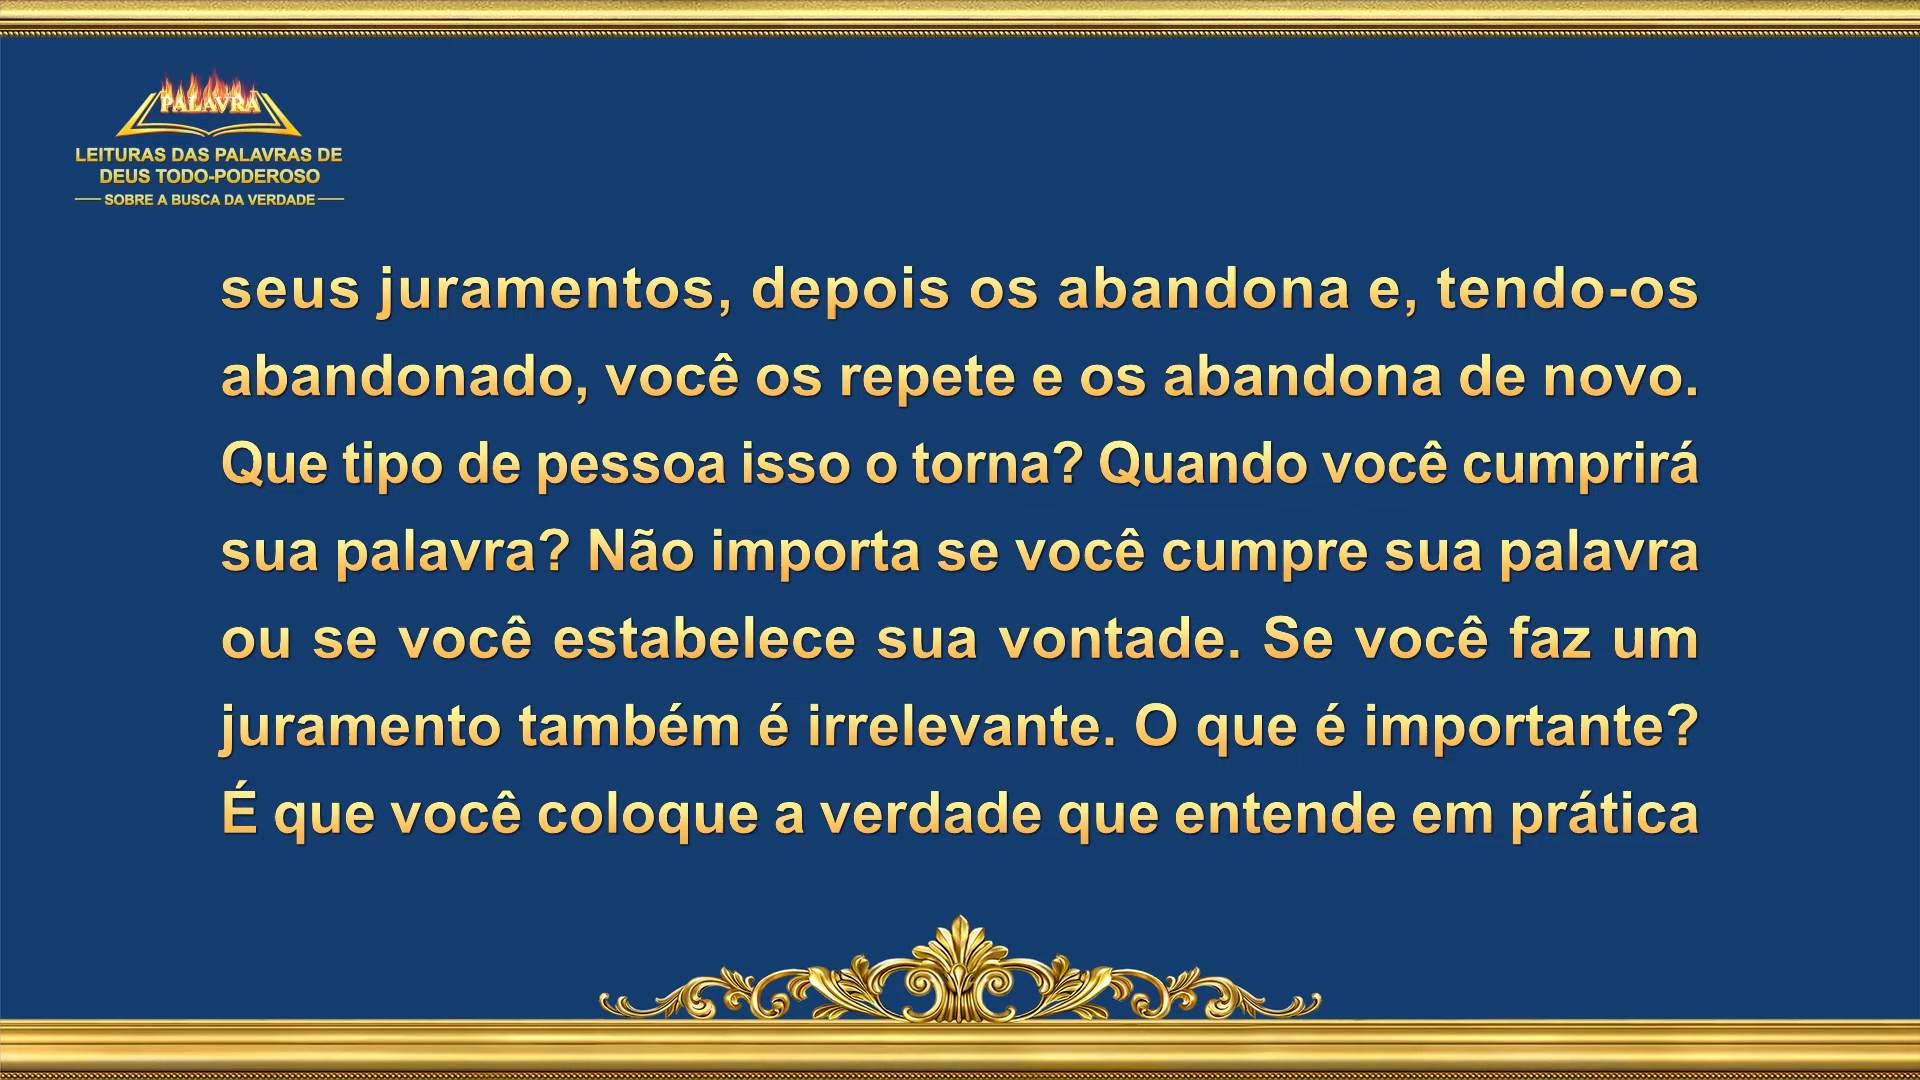 PALAVRA
LEITURAS DAS PALAVRAS DE
DEUS TODO-PODEROSO
SOBRE A BUSCA DA VERDADE
seus juramentos, depois os abandona e, tendo-os
abandonado, você os repete e os abandona de novo.
Que tipo de pessoa isso o torna? Quando você cumprirá
sua palavra? Não importa se você cumpre sua palavra
ou se você estabelece sua vontade. Se você faz um
juramento também é irrelevante. O que é importante?
É que você coloque a verdade que entende em prática